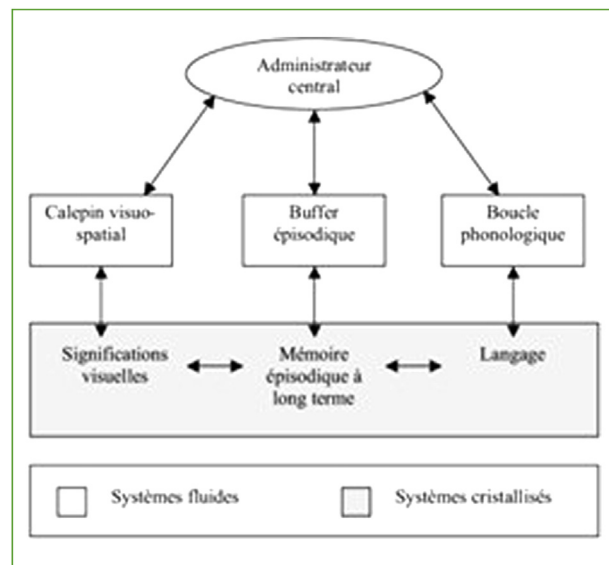 Administrateur
central
Calepin visuo-
spatial
Buffer
épisodique
Boucle
phonologique
Significations
visuelles
Mémoire
épisodique à
long terme
Langage
Systèmes fluides
Systèmes cristallisés